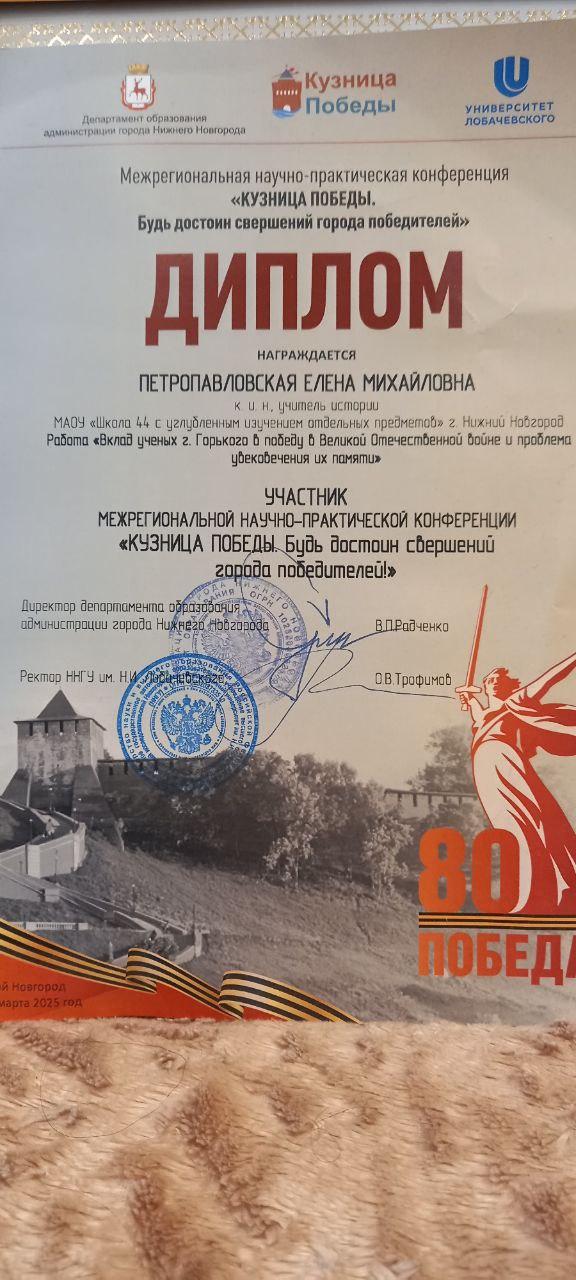 Департамент образования
администрации города Нижнего Новгорода
Кузница
Победы
УНИВЕРСИТЕТ
ЛОБАЧЕВСКОГО
Межрегиональная научно-практическая конференция
«КУЗНИЦА ПОБЕДЫ.
Будь достоин свершений города победителей»
ДИПЛОМ
НАГРАЖДАЕТСЯ
ПЕТРОПАВЛОВСКАЯ ЕЛЕНА МИХАЙЛОВНА
к. и. н., учитель истории
МАОУ «Школа 44 с углубленным изучением отдельных предметов» г. Нижний Новгород
Работа «Вклад ученых г. Горького в победу в Великой Отечественной войне и проблема
увековечения их памяти»
УЧАСТНИК
МЕЖРЕГИОНАЛЬНОЙ НАУЧНО-ПРАКТИЧЕСКОЙ КОНФЕРЕНЦИИ
«КУЗНИЦА ПОБЕДЫ. Будь достоин свершений
города победителей!»
Директор департамента образования
администрации города Нижнего Новгорода
В.П.Радченко
Ректор ННГУ им. Н.И. Лобачевского
О.В.Трофимов
80
ПОБЕДА
й Новгород
марта 2025 год